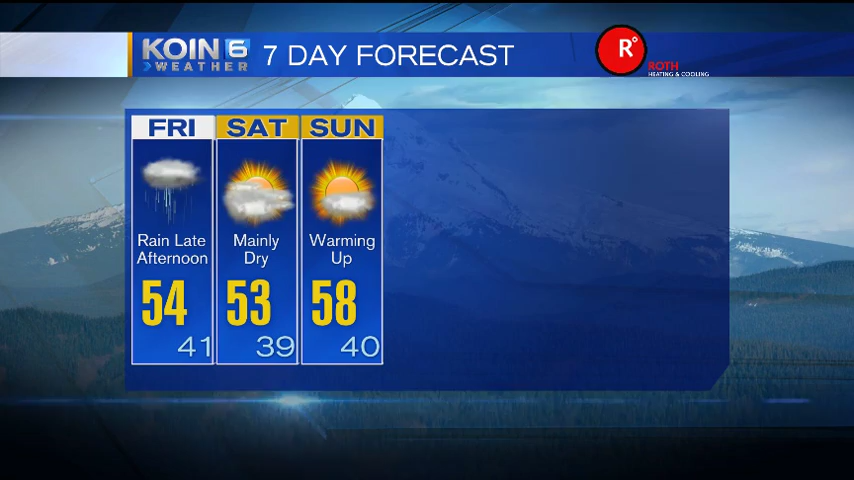 KOIN 6
WEATHER
7 DAY FORECAST
R°
ROTH
HEATING & COOLING
FRI
SAT
SUN
Rain Late
Afternoon
Mainly
Dry
Warming
Up
54
53
58
41
39
40